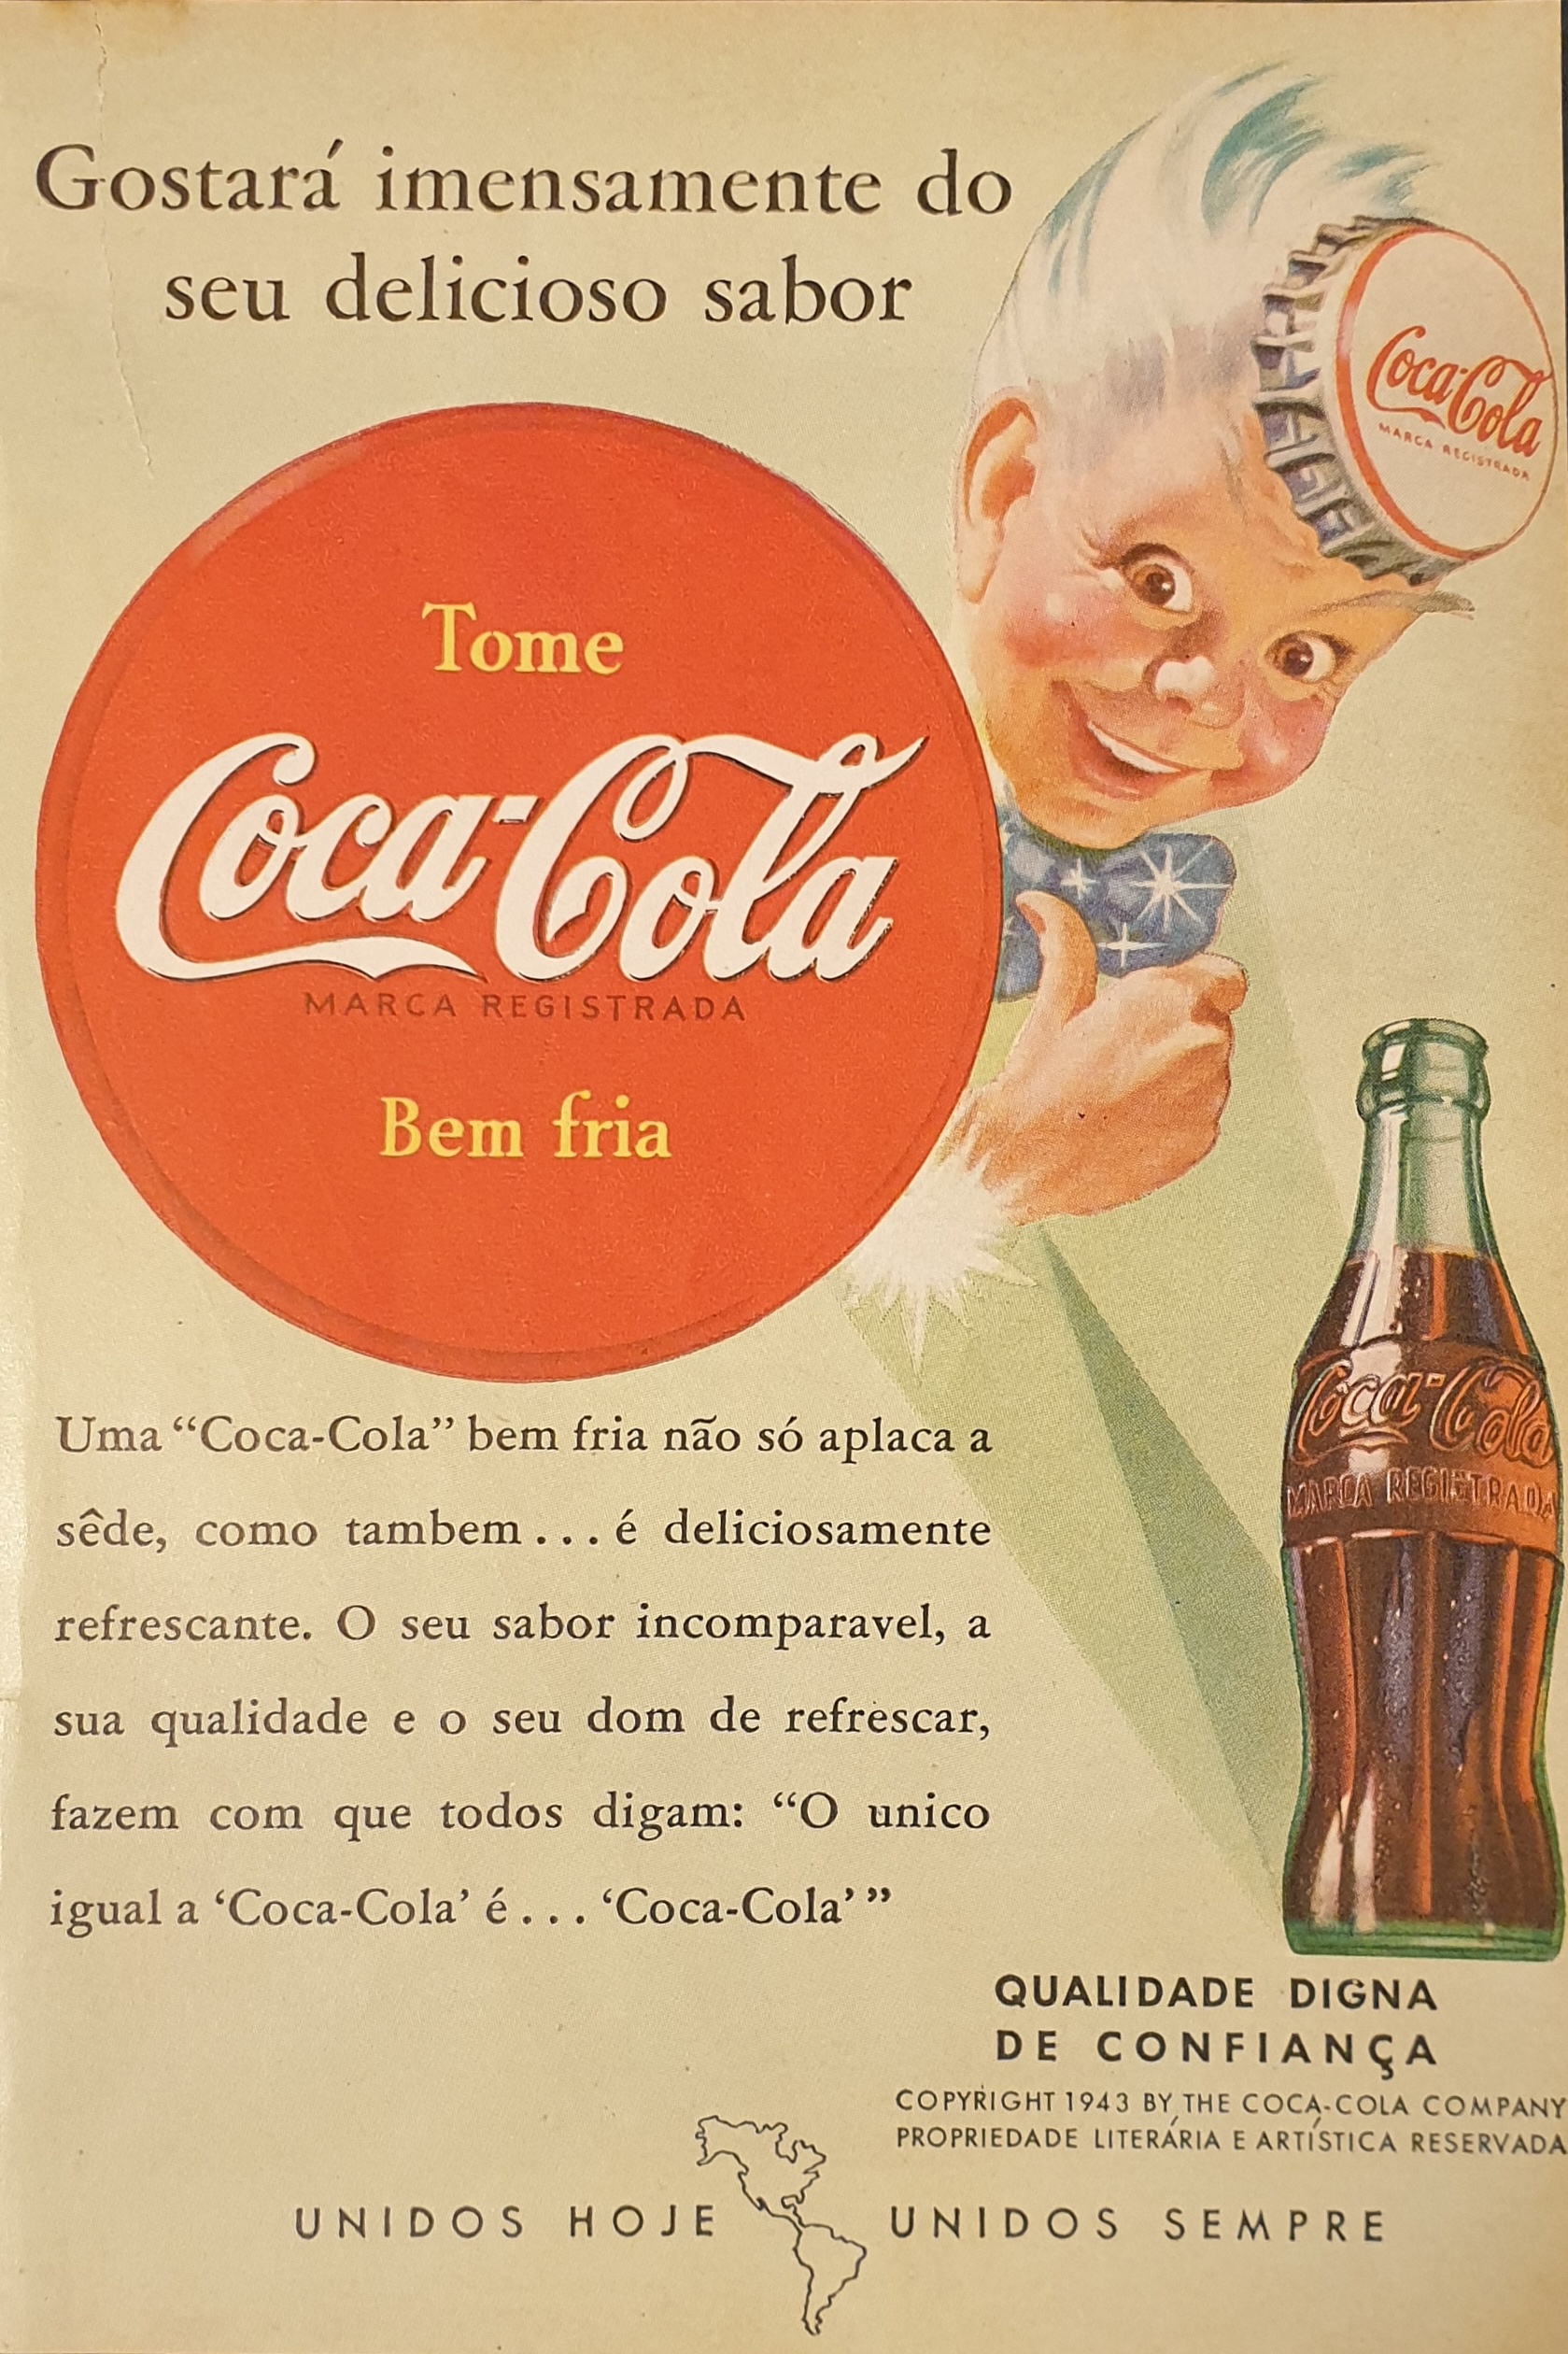 Gostará imensamente do
seu delicioso sabor
Coca-Cola
MARCA REGISTRADA
Tome
Coca-Cola
MARCA REGISTRADA
Bem fria
Coca-Cola
MARCA REGISTRADA
Uma “Coca-Cola” bem fria não só aplaca a
sêde, como tambem . . . é deliciosamente
refrescante. O seu sabor incomparavel, a
sua qualidade e o seu dom de refrescar,
fazem com que todos digam: “O unico
igual a ‘Coca-Cola’ é . . . ‘Coca-Cola’ ”
QUALIDADE DIGNA
DE CONFIANÇA
COPYRIGHT 1943 BY THE COCA-COLA COMPANY
PROPRIEDADE LITERÁRIA E ARTÍSTICA RESERVADA
UNIDOS HOJE UNIDOS SEMPRE